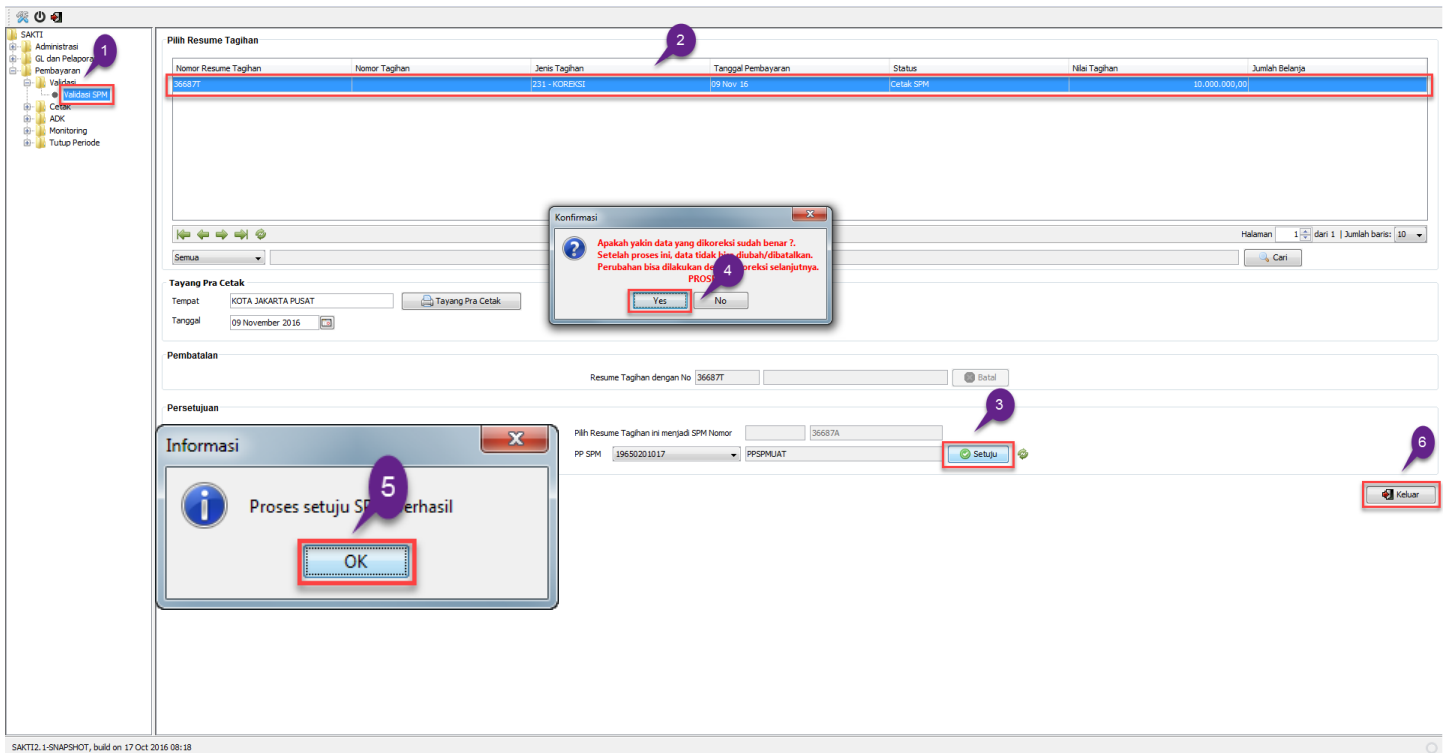 SAKTI
Administrasi
GL dan Pelapora
Pembayaran
Validasi
Validasi SPM
Cetak
ADK
Monitoring
Tutup Periode
1
Pilih Resume Tagihan
2
Nomor Resume Tagihan Nomor Tagihan Jenis Tagihan Tanggal Pembayaran Status Nilai Tagihan Jumlah Belanja
36687T 231 - KOREKSI 09 Nov 16 Cetak SPM 10.000.000,00
Konfirmasi
Apakah yakin data yang dikoreksi sudah benar ?.
Setelah proses ini, data tidak diubah/dibatalkan.
Perubahan bisa dilakukan koreksi selanjutnya.
4
Yes No
Halaman 1 dari 1 | Jumlah baris: 10
Semua Cari
Tayang Pra Cetak
Tempat KOTA JAKARTA PUSAT Tayang Pra Cetak
Tanggal 09 November 2016
Pembatalan
Resume Tagihan dengan No 36687T Batal
Persetujuan
3
Pilih Resume Tagihan ini menjadi SPM Nomor 36687A
PP SPM 19650201017 PPSPMUAT Setuju
6
Keluar
Informasi
Proses setuju
5
OK
SAKTI2.1-SNAPSHOT, build on 17 Oct 2016 08:18